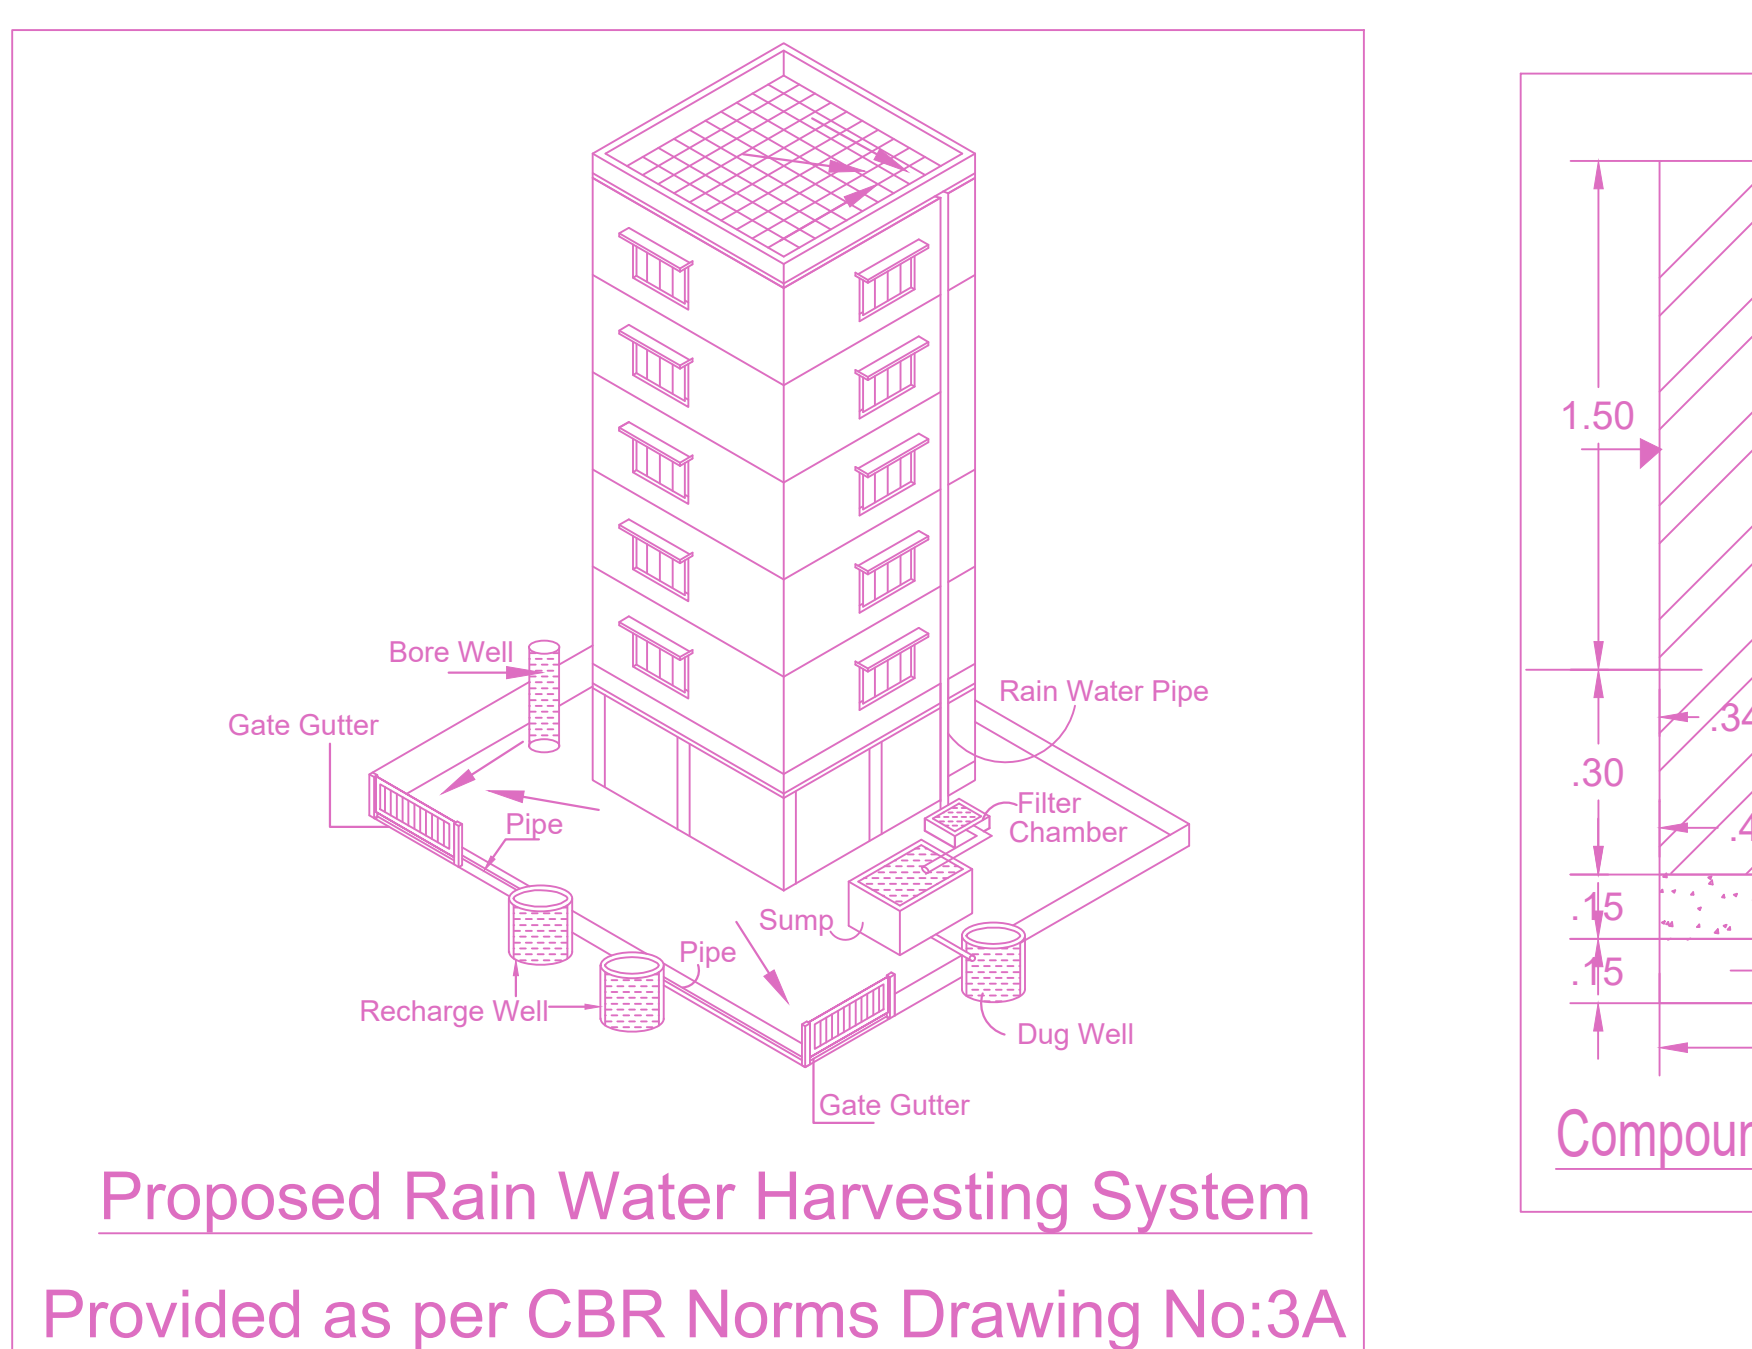 Bore Well
Gate Gutter
Pipe
Rain Water Pipe
Filter
Chamber
Sump
Pipe
Recharge Well
Dug Well
Gate Gutter
Proposed Rain Water Harvesting System
Provided as per CBR Norms Drawing No:3A
1.50
.30
.15
.15